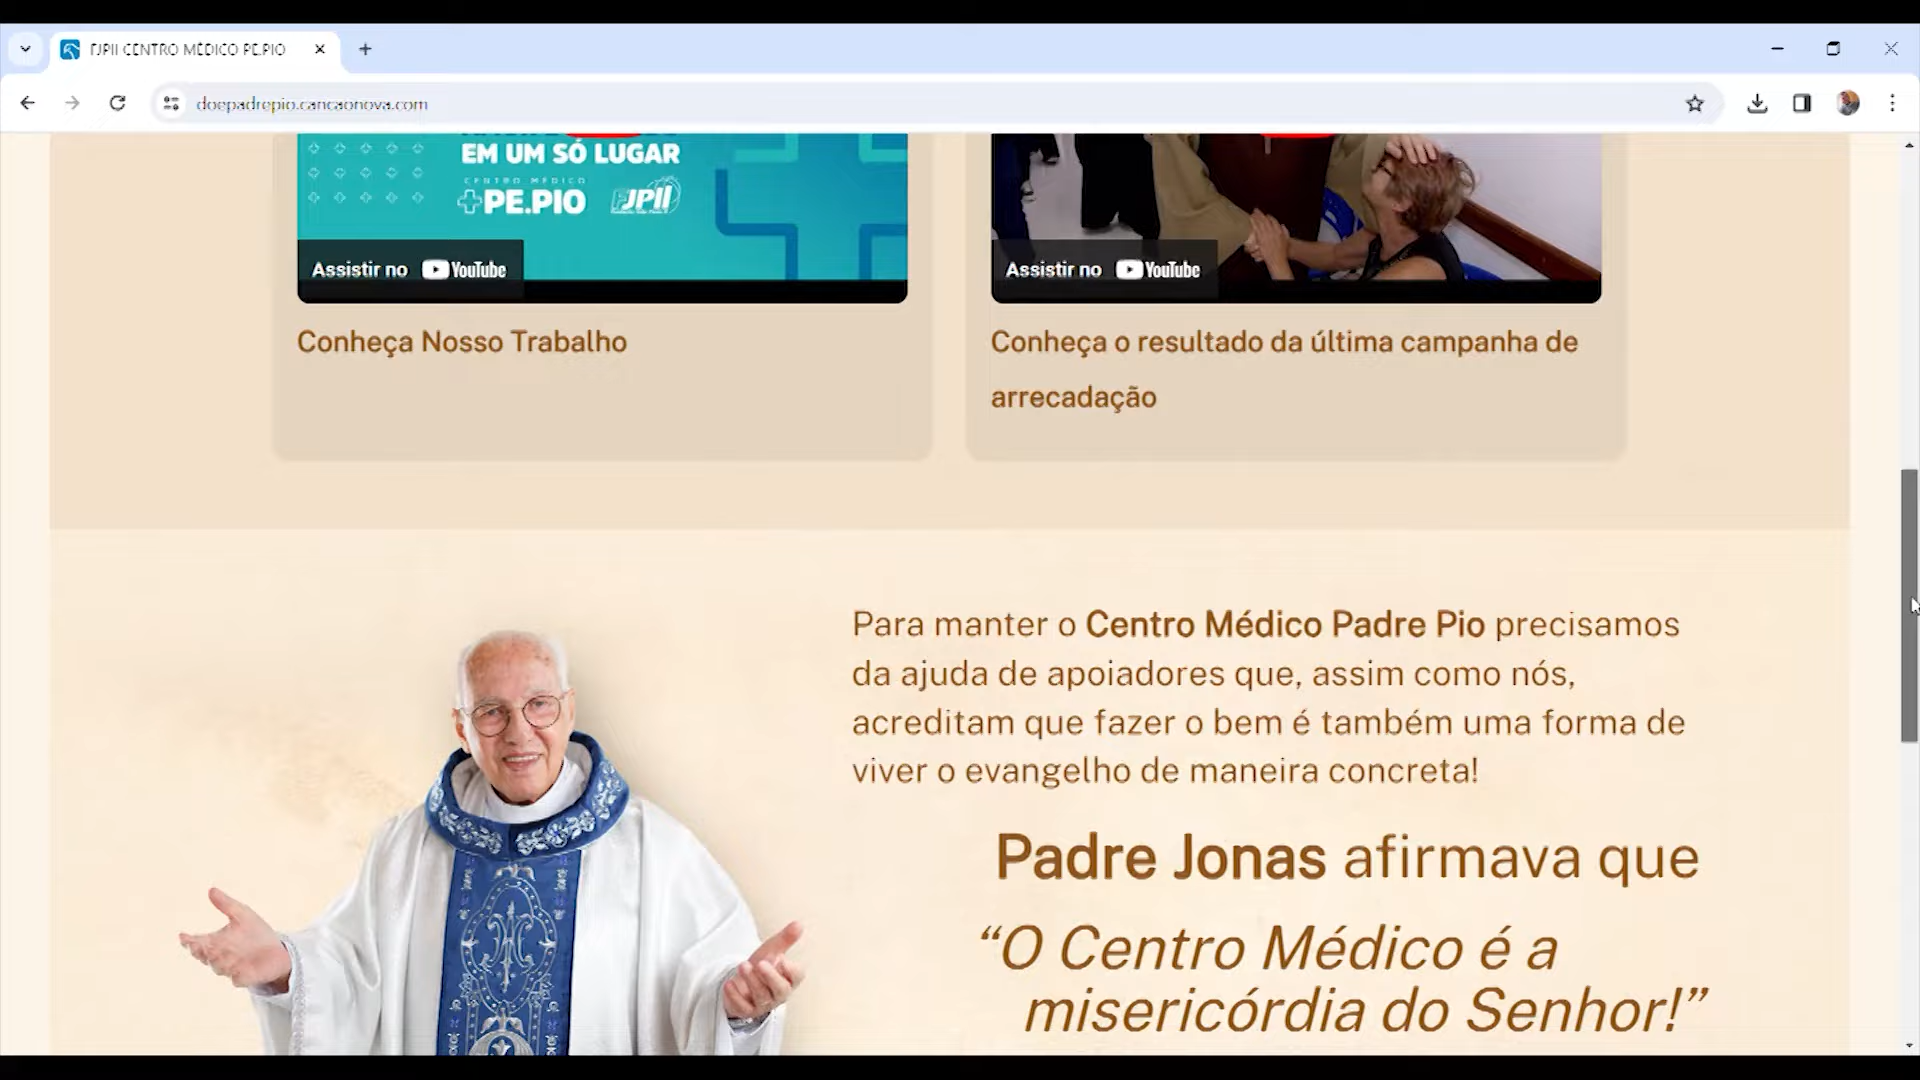 FJPII CENTRO MÉDICO PE.PIO
doepadrepio.cancaonova.com
EM UM SÓ LUGAR
CENTRO MÉDICO
PE.PIO
FJPII
Assistir no YouTube
Assistir no YouTube
Conheça Nosso Trabalho
Conheça o resultado da última campanha de
arrecadação
Para manter o Centro Médico Padre Pio precisamos
da ajuda de apoiadores que, assim como nós,
acreditam que fazer o bem é também uma forma de
viver o evangelho de maneira concreta!
Padre Jonas afirmava que
“O Centro Médico é a
misericórdia do Senhor!”